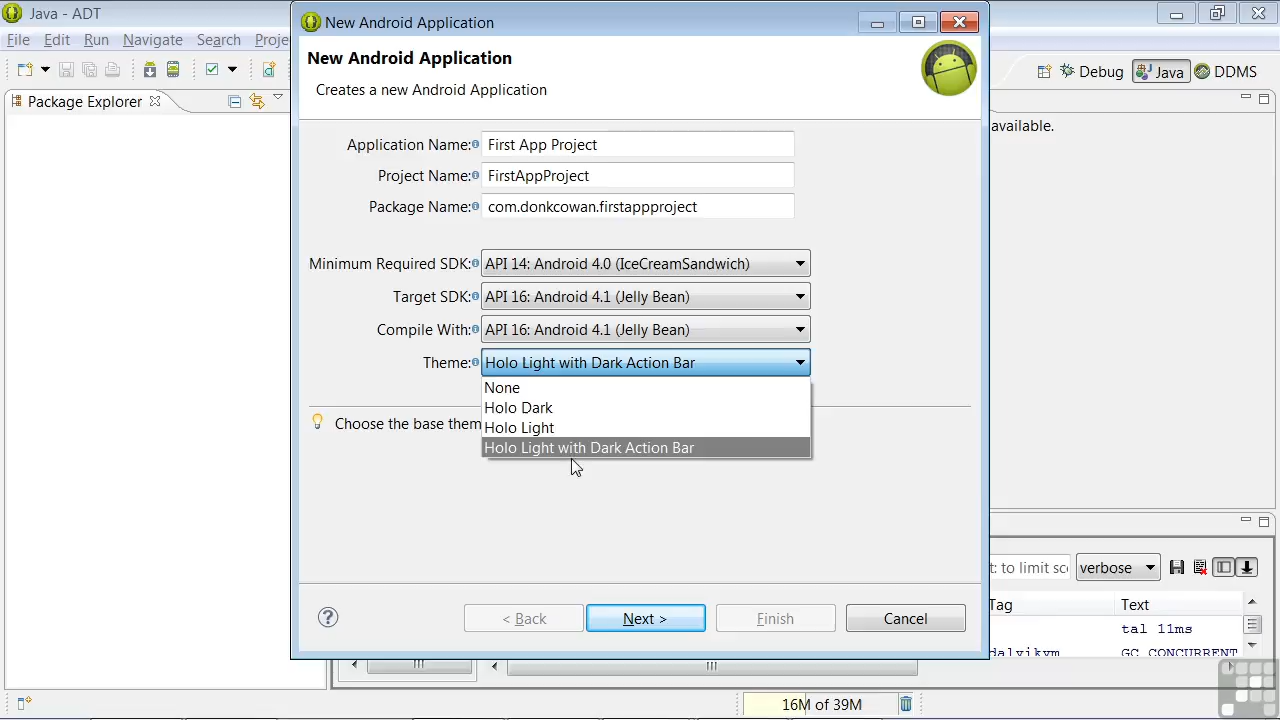 Java - ADT
File Edit Run Navigate Search Proje
Package Explorer
New Android Application
New Android Application
Creates a new Android Application
Application Name: First App Project
Project Name: FirstAppProject
Package Name: com.donkcowan.firstappproject
Minimum Required SDK: API 14: Android 4.0 (IceCreamSandwich)
Target SDK: API 16: Android 4.1 (Jelly Bean)
Compile With: API 16: Android 4.1 (Jelly Bean)
Theme: Holo Light with Dark Action Bar
None
Holo Dark
Holo Light
Holo Light with Dark Action Bar
Choose the base them
< Back Next > Finish Cancel
Debug Java DDMS
available.
t: to limit sc verbose
Tag Text
tal 11ms
dalvikvm GC_CONCURRENT
16M of 39M